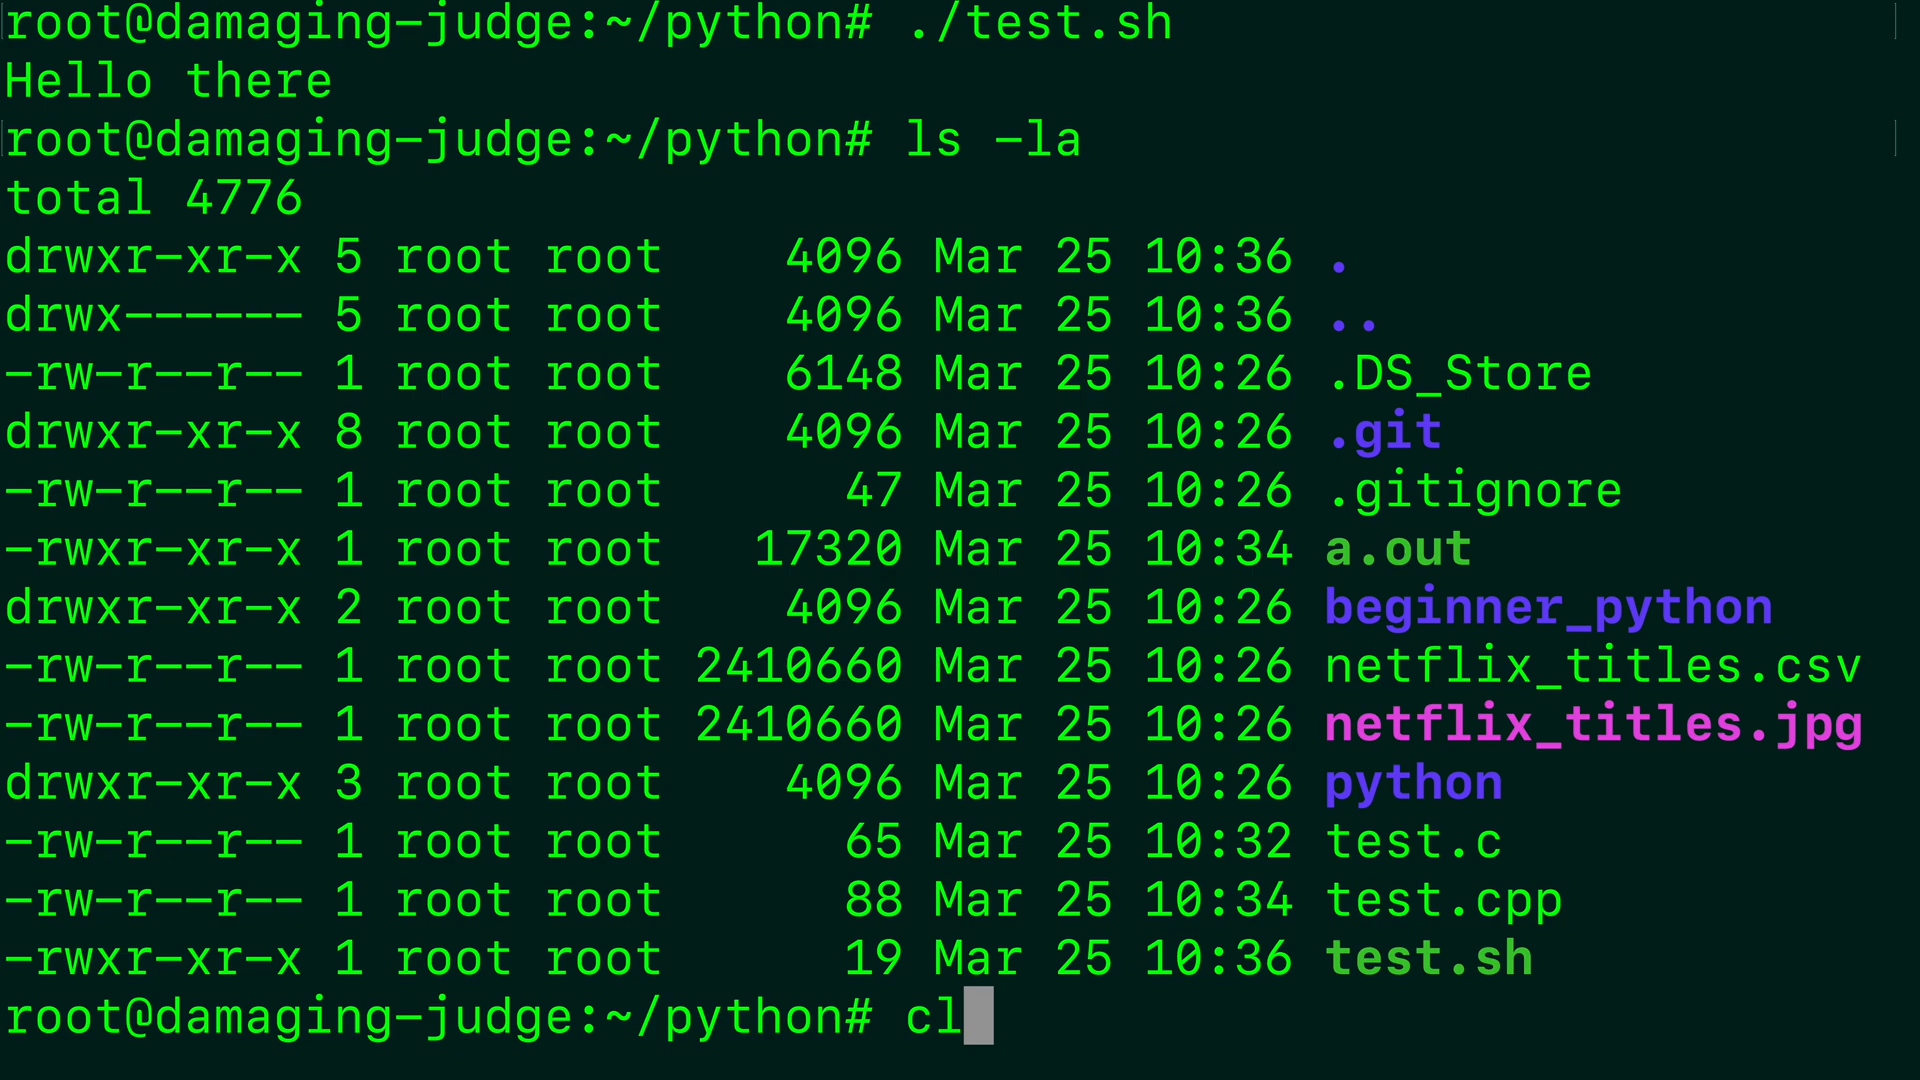 root@damaging-judge:~/python# ./test.sh
Hello there
root@damaging-judge:~/python# ls -la
total 4776
drwxr-xr-x 5 root root    4096 Mar 25 10:36 .
drwx------ 5 root root    4096 Mar 25 10:36 ..
-rw-r--r-- 1 root root    6148 Mar 25 10:26 .DS_Store
drwxr-xr-x 8 root root    4096 Mar 25 10:26 .git
-rw-r--r-- 1 root root      47 Mar 25 10:26 .gitignore
-rwxr-xr-x 1 root root   17320 Mar 25 10:34 a.out
drwxr-xr-x 2 root root    4096 Mar 25 10:26 beginner_python
-rw-r--r-- 1 root root 2410660 Mar 25 10:26 netflix_titles.csv
-rw-r--r-- 1 root root 2410660 Mar 25 10:26 netflix_titles.jpg
drwxr-xr-x 3 root root    4096 Mar 25 10:26 python
-rw-r--r-- 1 root root      65 Mar 25 10:32 test.c
-rw-r--r-- 1 root root      88 Mar 25 10:34 test.cpp
-rwxr-xr-x 1 root root      19 Mar 25 10:36 test.sh
root@damaging-judge:~/python# cl